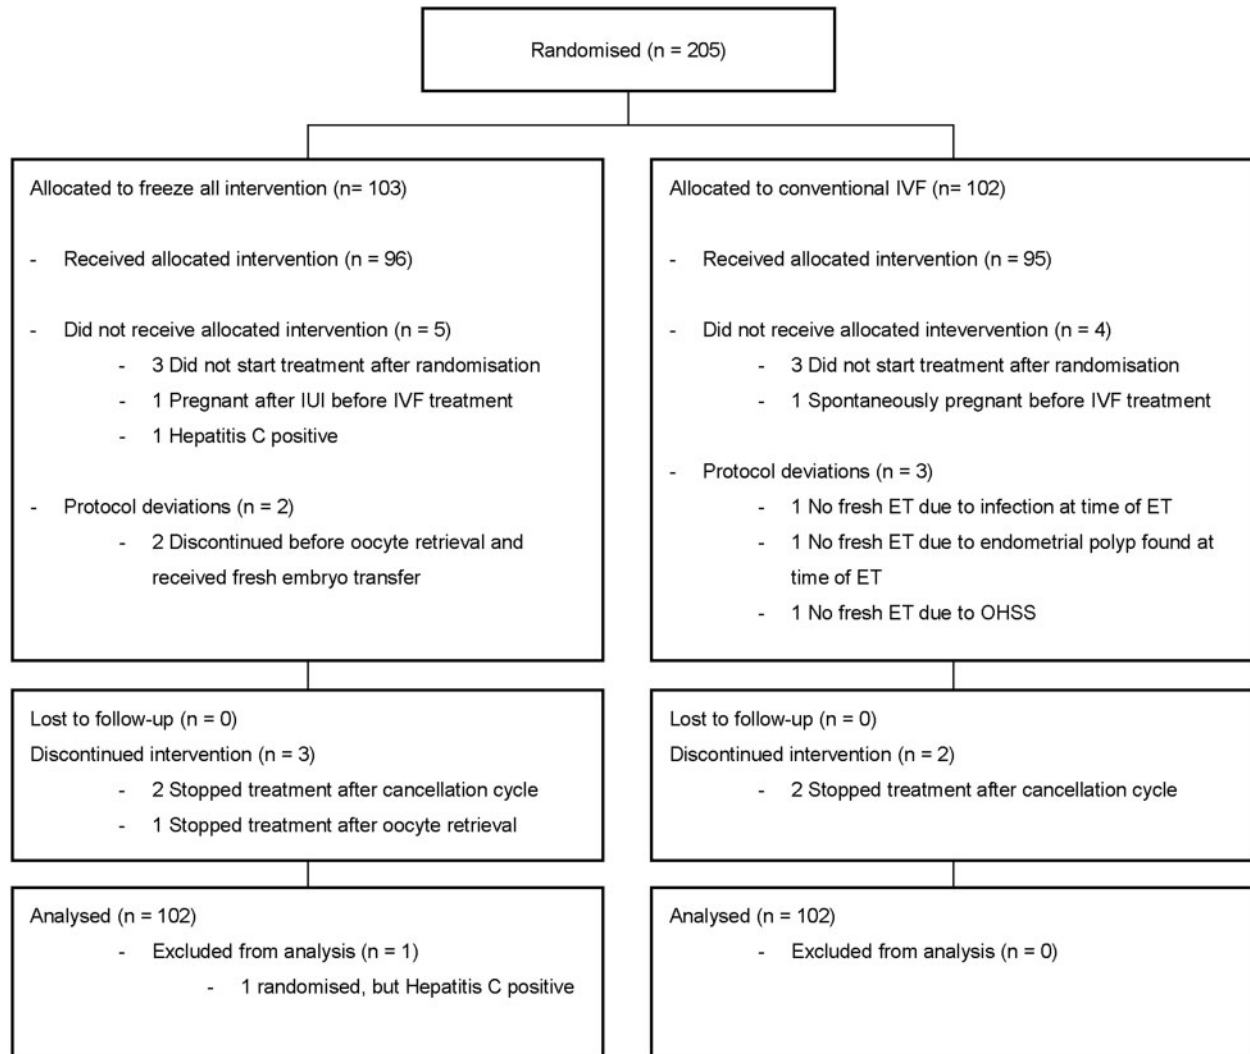 Randomised (n = 205)
Allocated to freeze all intervention (n= 103)
- Received allocated intervention (n = 96)
- Did not receive allocated intervention (n = 5)
- 3 Did not start treatment after randomisation
- 1 Pregnant after IUI before IVF treatment
- 1 Hepatitis C positive
- Protocol deviations (n = 2)
- 2 Discontinued before oocyte retrieval and
received fresh embryo transfer
Allocated to conventional IVF (n= 102)
- Received allocated intervention (n = 95)
- Did not receive allocated intevervention (n = 4)
- 3 Did not start treatment after randomisation
- 1 Spontaneously pregnant before IVF treatment
- Protocol deviations (n = 3)
- 1 No fresh ET due to infection at time of ET
- 1 No fresh ET due to endometrial polyp found at
time of ET
- 1 No fresh ET due to OHSS
Lost to follow-up (n = 0)
Discontinued intervention (n = 3)
- 2 Stopped treatment after cancellation cycle
- 1 Stopped treatment after oocyte retrieval
Lost to follow-up (n = 0)
Discontinued intervention (n = 2)
- 2 Stopped treatment after cancellation cycle
Analysed (n = 102)
- Excluded from analysis (n = 1)
- 1 randomised, but Hepatitis C positive
Analysed (n = 102)
- Excluded from analysis (n = 0)